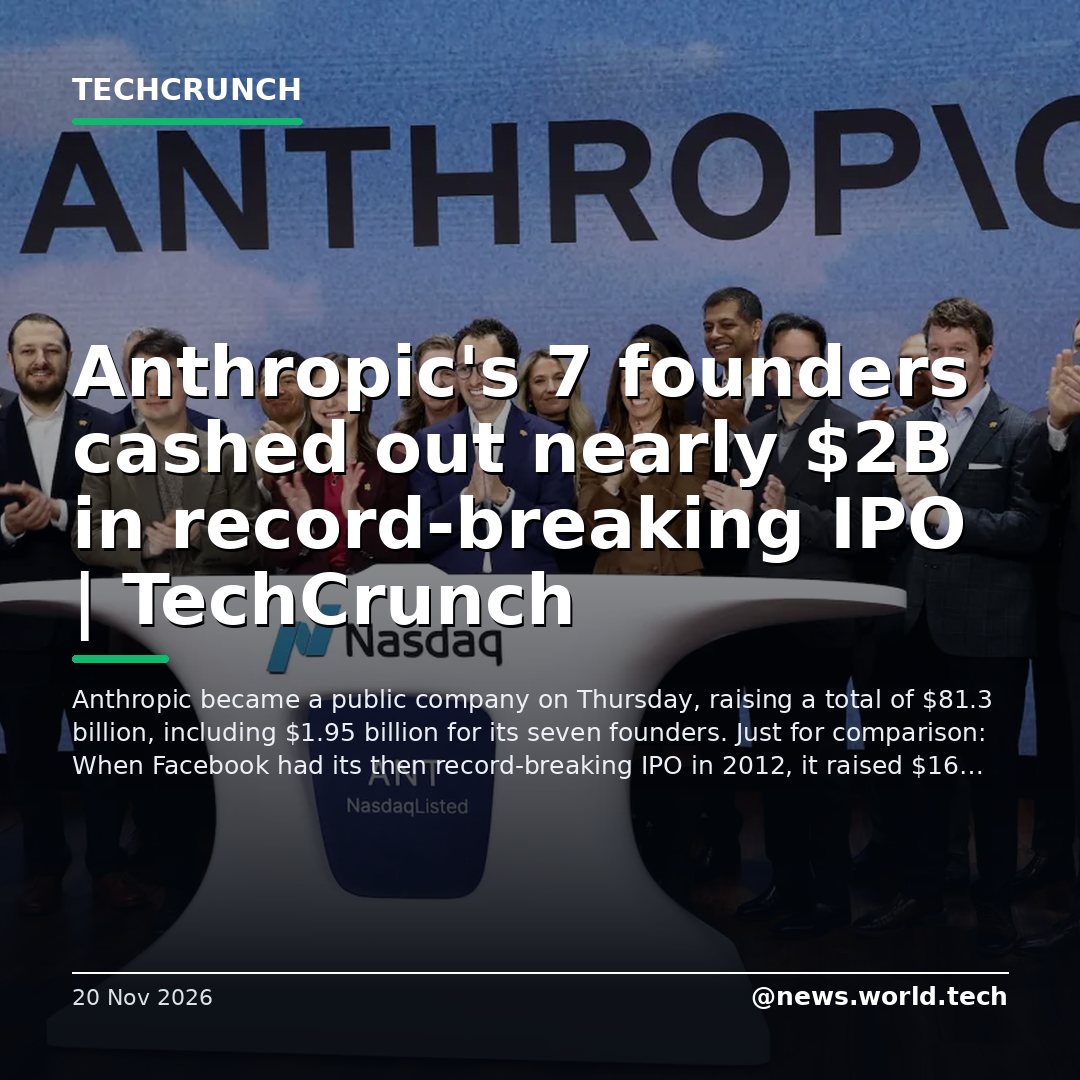 TECHCRUNCH
ANTHROP\C
Anthropic's 7 founders
cashed out nearly $2B
in record-breaking IPO
| TechCrunch
Nasdaq
Anthropic became a public company on Thursday, raising a total of $81.3
billion, including $1.95 billion for its seven founders. Just for comparison:
When Facebook had its then record-breaking IPO in 2012, it raised $16...
ANT
NasdaqListed
20 Nov 2026
@news.world.tech